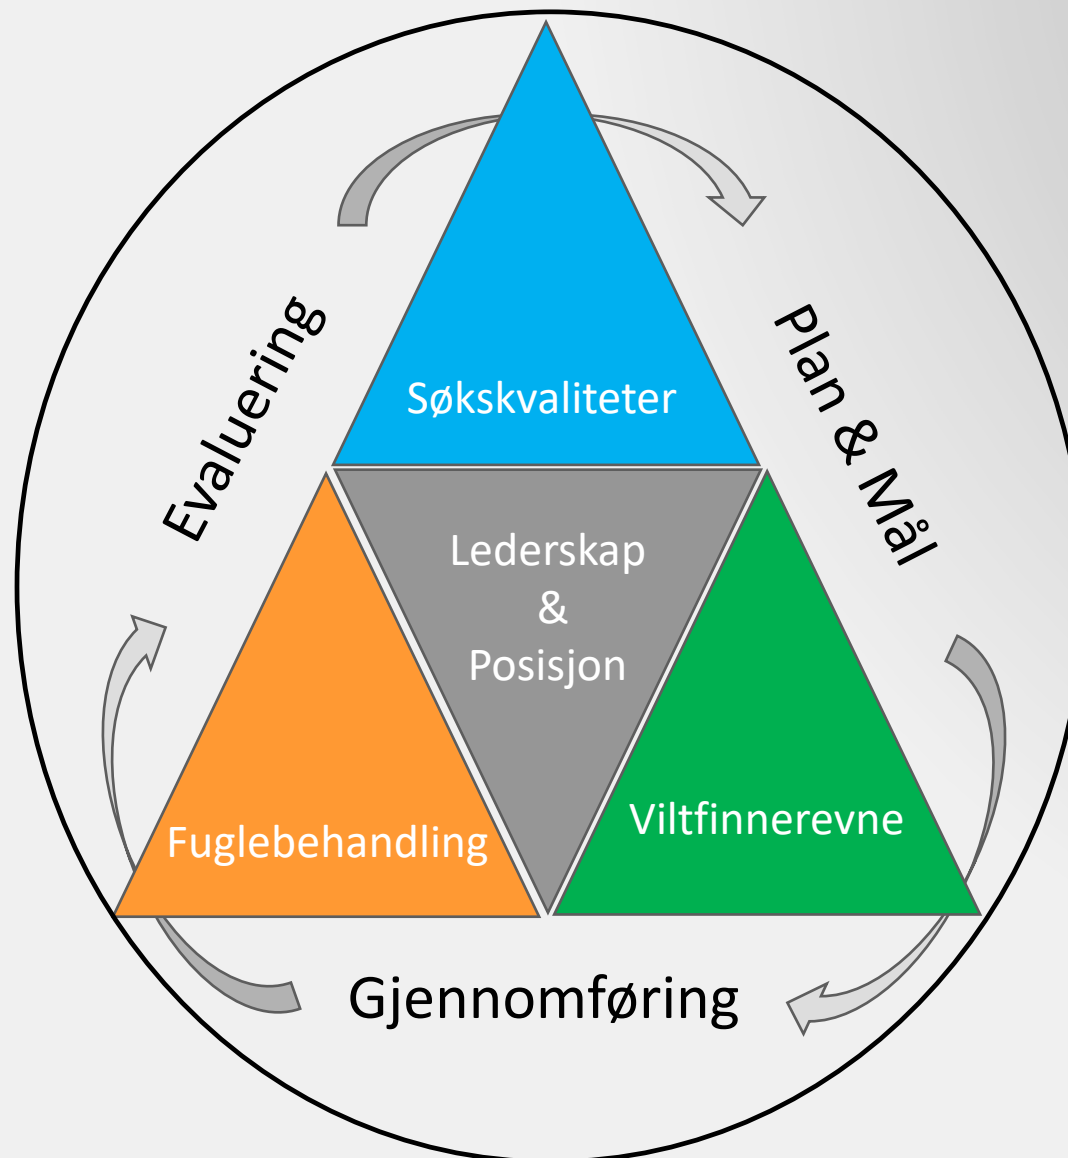 Evaluering
Plan & Mål
Søkskvaliteter
Lederskap
&
Posisjon
Fuglebehandling
Viltfinnerevne
Gjennomføring